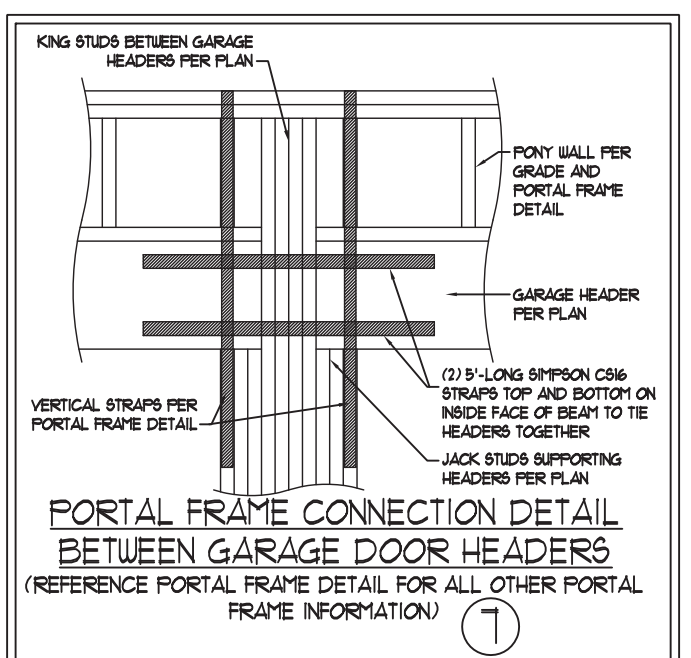 KING STUDS BETWEEN GARAGE
HEADERS PER PLAN
PONY WALL PER
GRADE AND
PORTAL FRAME
DETAIL
GARAGE HEADER
PER PLAN
(2) 5'-LONG SIMPSON CS16
STRAPS TOP AND BOTTOM ON
INSIDE FACE OF BEAM TO TIE
HEADERS TOGETHER
VERTICAL STRAPS PER
PORTAL FRAME DETAIL
JACK STUDS SUPPORTING
HEADERS PER PLAN
PORTAL FRAME CONNECTION DETAIL
BETWEEN GARAGE DOOR HEADERS
(REFERENCE PORTAL FRAME DETAIL FOR ALL OTHER PORTAL
FRAME INFORMATION)
7